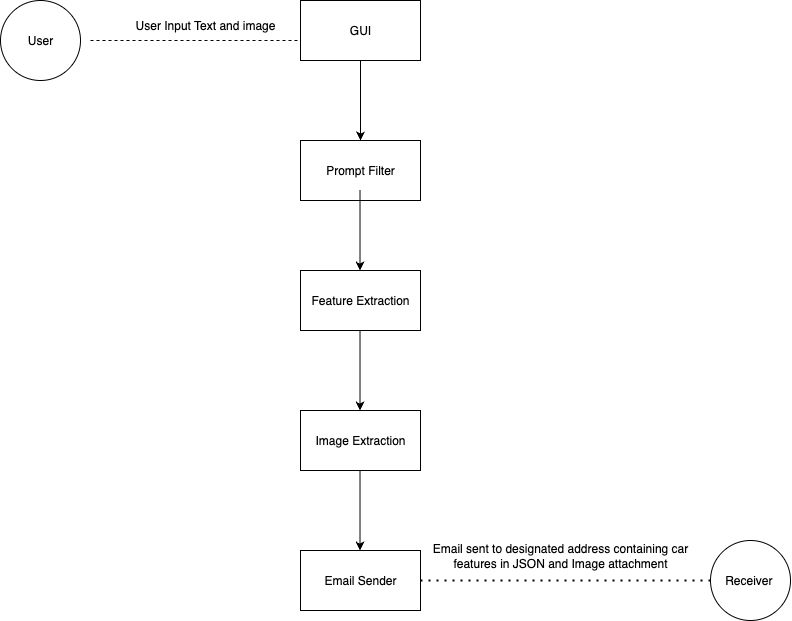 User
User Input Text and image
GUI
Prompt Filter
Feature Extraction
Image Extraction
Email Sender
Email sent to designated address containing car
features in JSON and Image attachment
Receiver